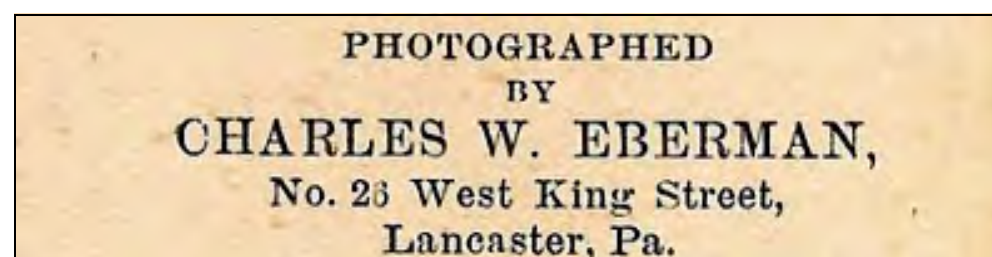 PHOTOGRAPHED
BY
CHARLES W. EBERMAN,
No. 26 West King Street,
Lancaster, Pa.